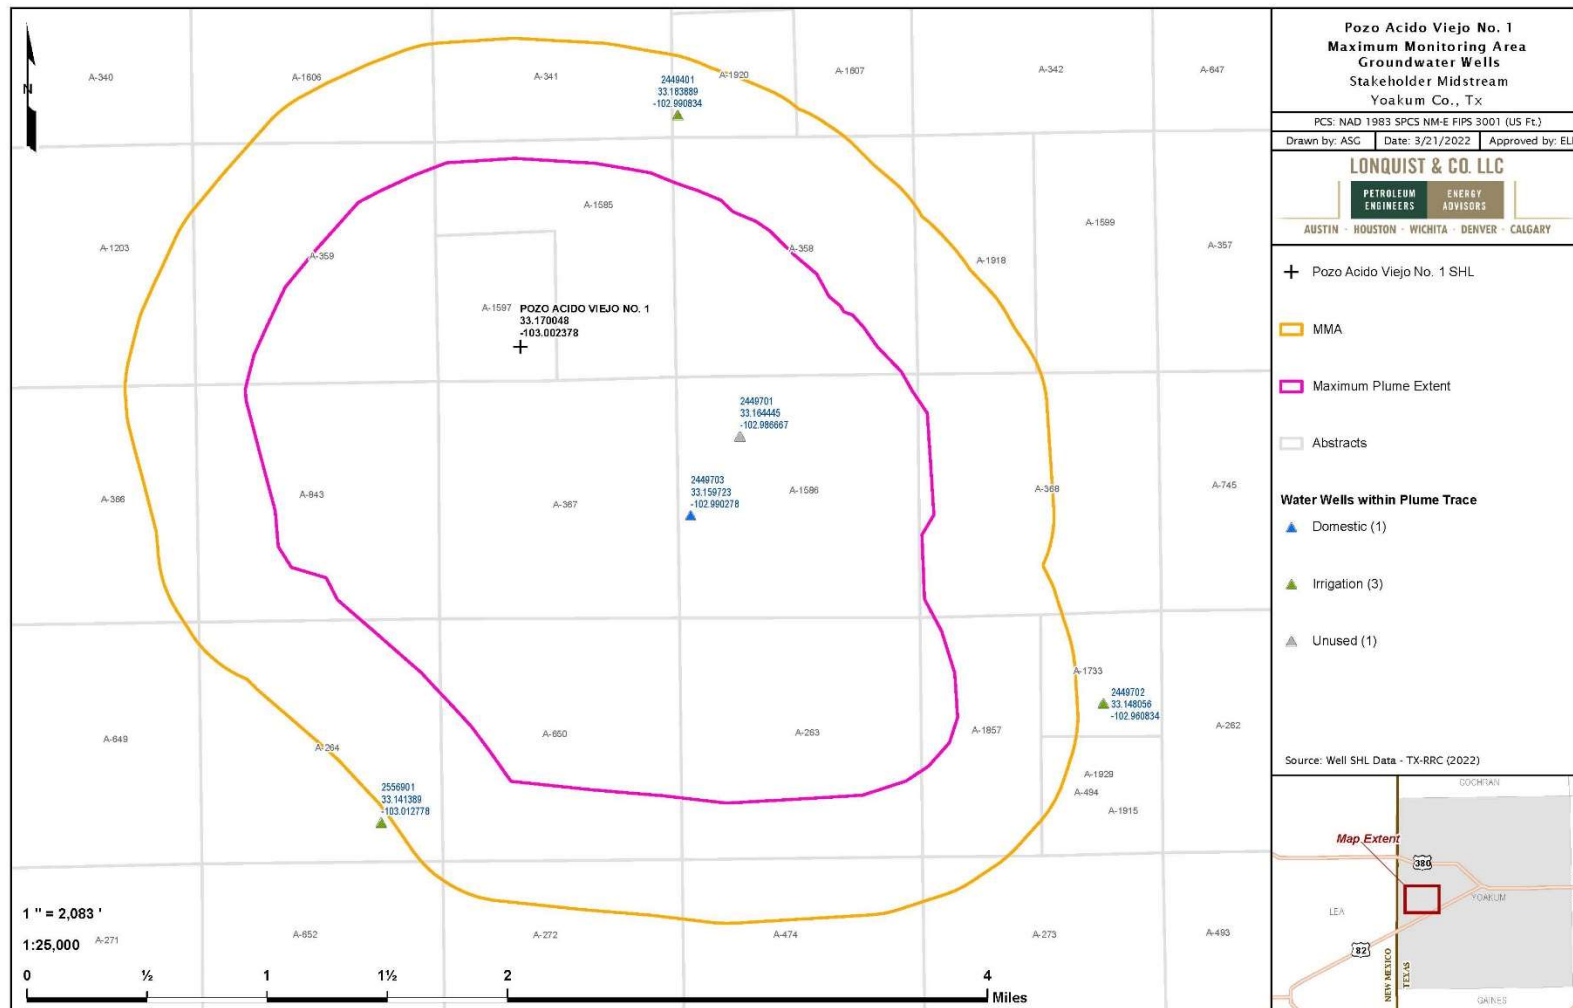 N
A-340
A-1606
A-341
A-1920
A-1607
A-342
A-647
2449401
33.183889
-102.990834
A-1585
A-1203
A-359
A-358
A-1918
A-1599
A-357
A-1597
POZO ACIDO VIEJO NO. 1
33.170048
-103.002378
2449701
33.164445
-102.986667
2449703
33.159723
-102.990278
A-366
A-943
A-367
A-1586
A-368
A-745
A-1733
2449702
33.148056
-102.960834
A-649
A-264
A-650
A-263
A-1857
A-262
2556901
33.141389
-103.012778
A-1929
A-494
A-1915
1 " = 2,083 '
1:25,000
A-271
A-652
A-272
A-474
A-273
A-493
0 ½ 1 1½ 2 4
Miles
Pozo Acido Viejo No. 1
Maximum Monitoring Area
Groundwater Wells
Stakeholder Midstream
Yoakum Co., Tx
PCS: NAD 1983 SPCS NM-E FIPS 3001 (US Ft.)
Drawn by: ASG Date: 3/21/2022 Approved by: EL
LONQUIST & CO. LLC
PETROLEUM ENGINEERS
ENERGY ADVISORS
AUSTIN · HOUSTON · WICHITA · DENVER · CALGARY
Pozo Acido Viejo No. 1 SHL
MMA
Maximum Plume Extent
Abstracts
Water Wells within Plume Trace
Domestic (1)
Irrigation (3)
Unused (1)
Source: Well SHL Data - TX-RRC (2022)
COCHRAN
Map Extent
380
YOAKUM
LEA
82
NEW MEXICO
TEXAS
GAINES